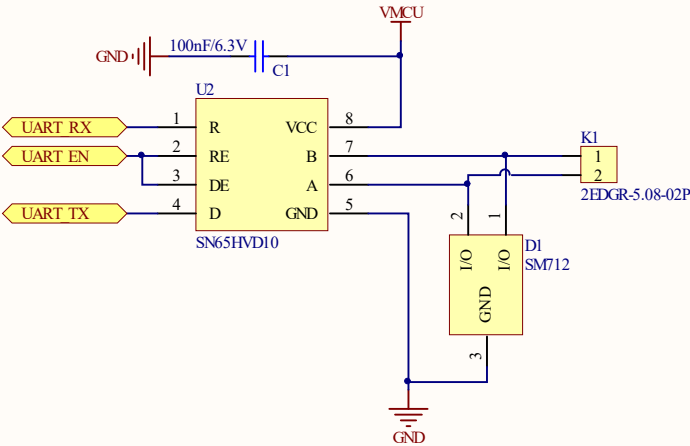 VMCU
100nF/6.3V
GND
C1
U2
UART_RX 1 R VCC 8
UART_EN 2 RE B 7
3 DE A 6
UART_TX 4 D GND 5
SN65HVD10
K1
1
2
2EDGR-5.08-02P
2 1
I/O I/O
D1
SM712
GND
3
GND